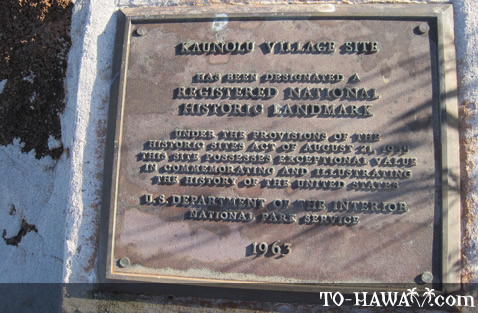 KAUNOLU VILLAGE SITE
HAS BEEN DESIGNATED A
REGISTERED NATIONAL
HISTORIC LANDMARK
UNDER THE PROVISIONS OF THE
HISTORIC SITES ACT OF AUGUST 21, 1935
THIS SITE POSSESSES EXCEPTIONAL VALUE
IN COMMEMORATING AND ILLUSTRATING
THE HISTORY OF THE UNITED STATES
U.S. DEPARTMENT OF THE INTERIOR
NATIONAL PARK SERVICE
1963
TO-HAWAII.COM